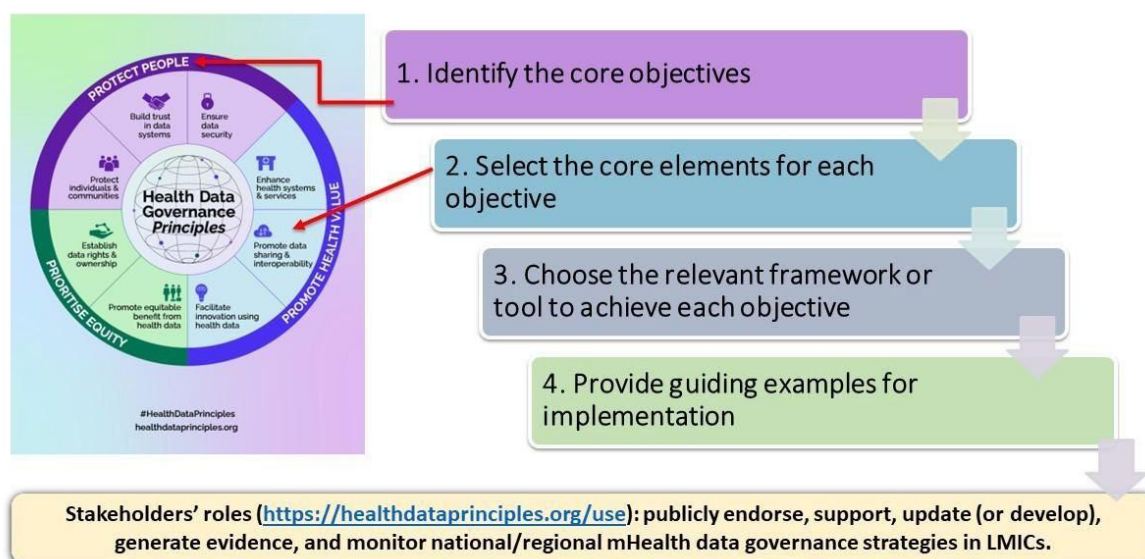 PROTECT PEOPLE
Build trust
in data
systems
Ensure
data
security
Protect
individuals &
communities
Enhance
health systems
& services
Health Data
Governance
Principles
Establish
data rights &
ownership
Promote data
sharing &
interoperability
Promote equitable
benefit from
health data
Facilitate
innovation using
health data
PRIORITISE EQUITY
PROMOTE HEALTH VALUE
#HealthDataPrinciples
healthdataprinciples.org
1. Identify the core objectives
2. Select the core elements for each
objective
3. Choose the relevant framework or
tool to achieve each objective
4. Provide guiding examples for
implementation
Stakeholders’ roles (https://healthdataprinciples.org/use): publicly endorse, support, update (or develop),
generate evidence, and monitor national/regional mHealth data governance strategies in LMICs.